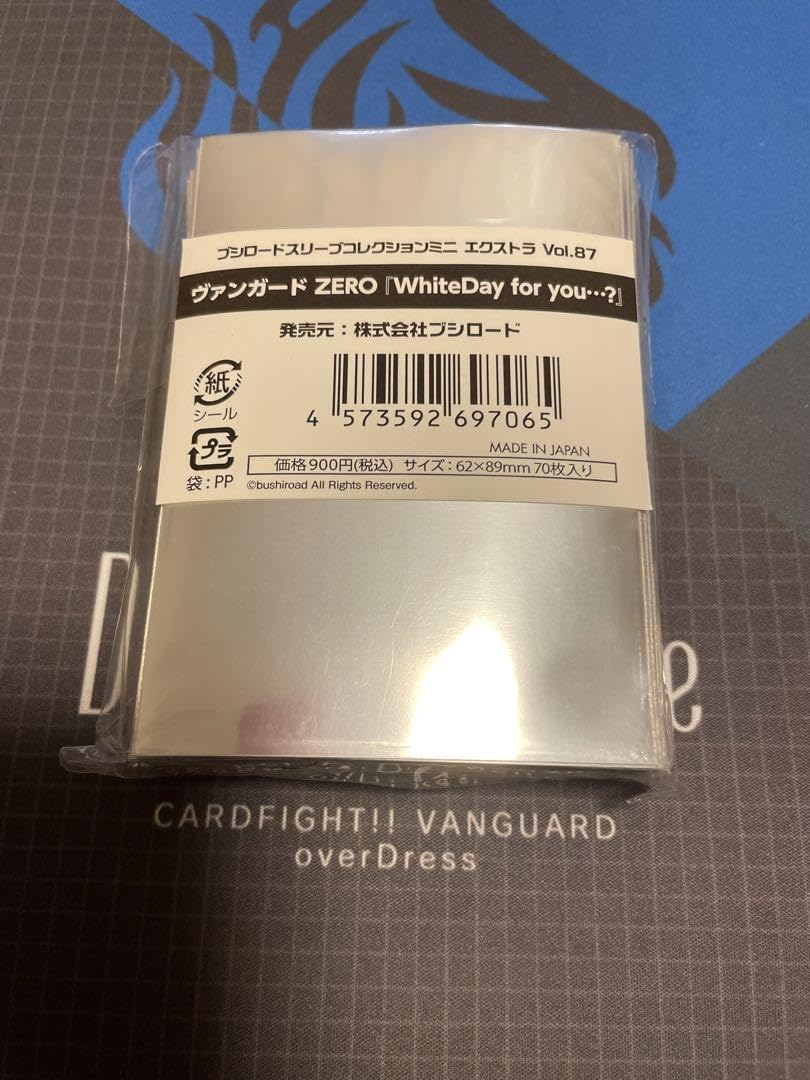 ブシロードスリーブコレクションミニ エクストラ Vol.87
ヴァンガード ZERO『WhiteDay for you…?』
発売元：株式会社ブシロード
紙
シール
4 573592 697065
MADE IN JAPAN
プラ
袋：PP
価格900円(税込) サイズ：62×89mm 70枚入り
©bushiroad All Rights Reserved.
D
e
CARDFIGHT!! VANGUARD
overDress